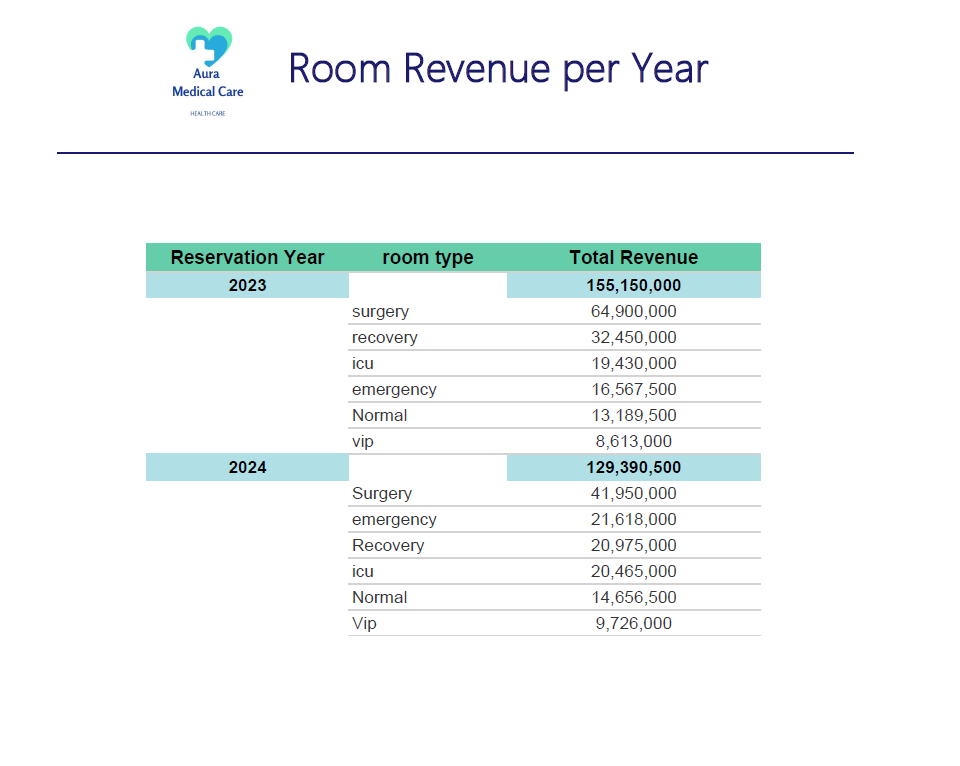 Aura
Medical Care
HEALTH CARE
Room Revenue per Year
Reservation Year room type Total Revenue
2023 155,150,000
surgery 64,900,000
recovery 32,450,000
icu 19,430,000
emergency 16,567,500
Normal 13,189,500
vip 8,613,000
2024 129,390,500
Surgery 41,950,000
emergency 21,618,000
Recovery 20,975,000
icu 20,465,000
Normal 14,656,500
Vip 9,726,000